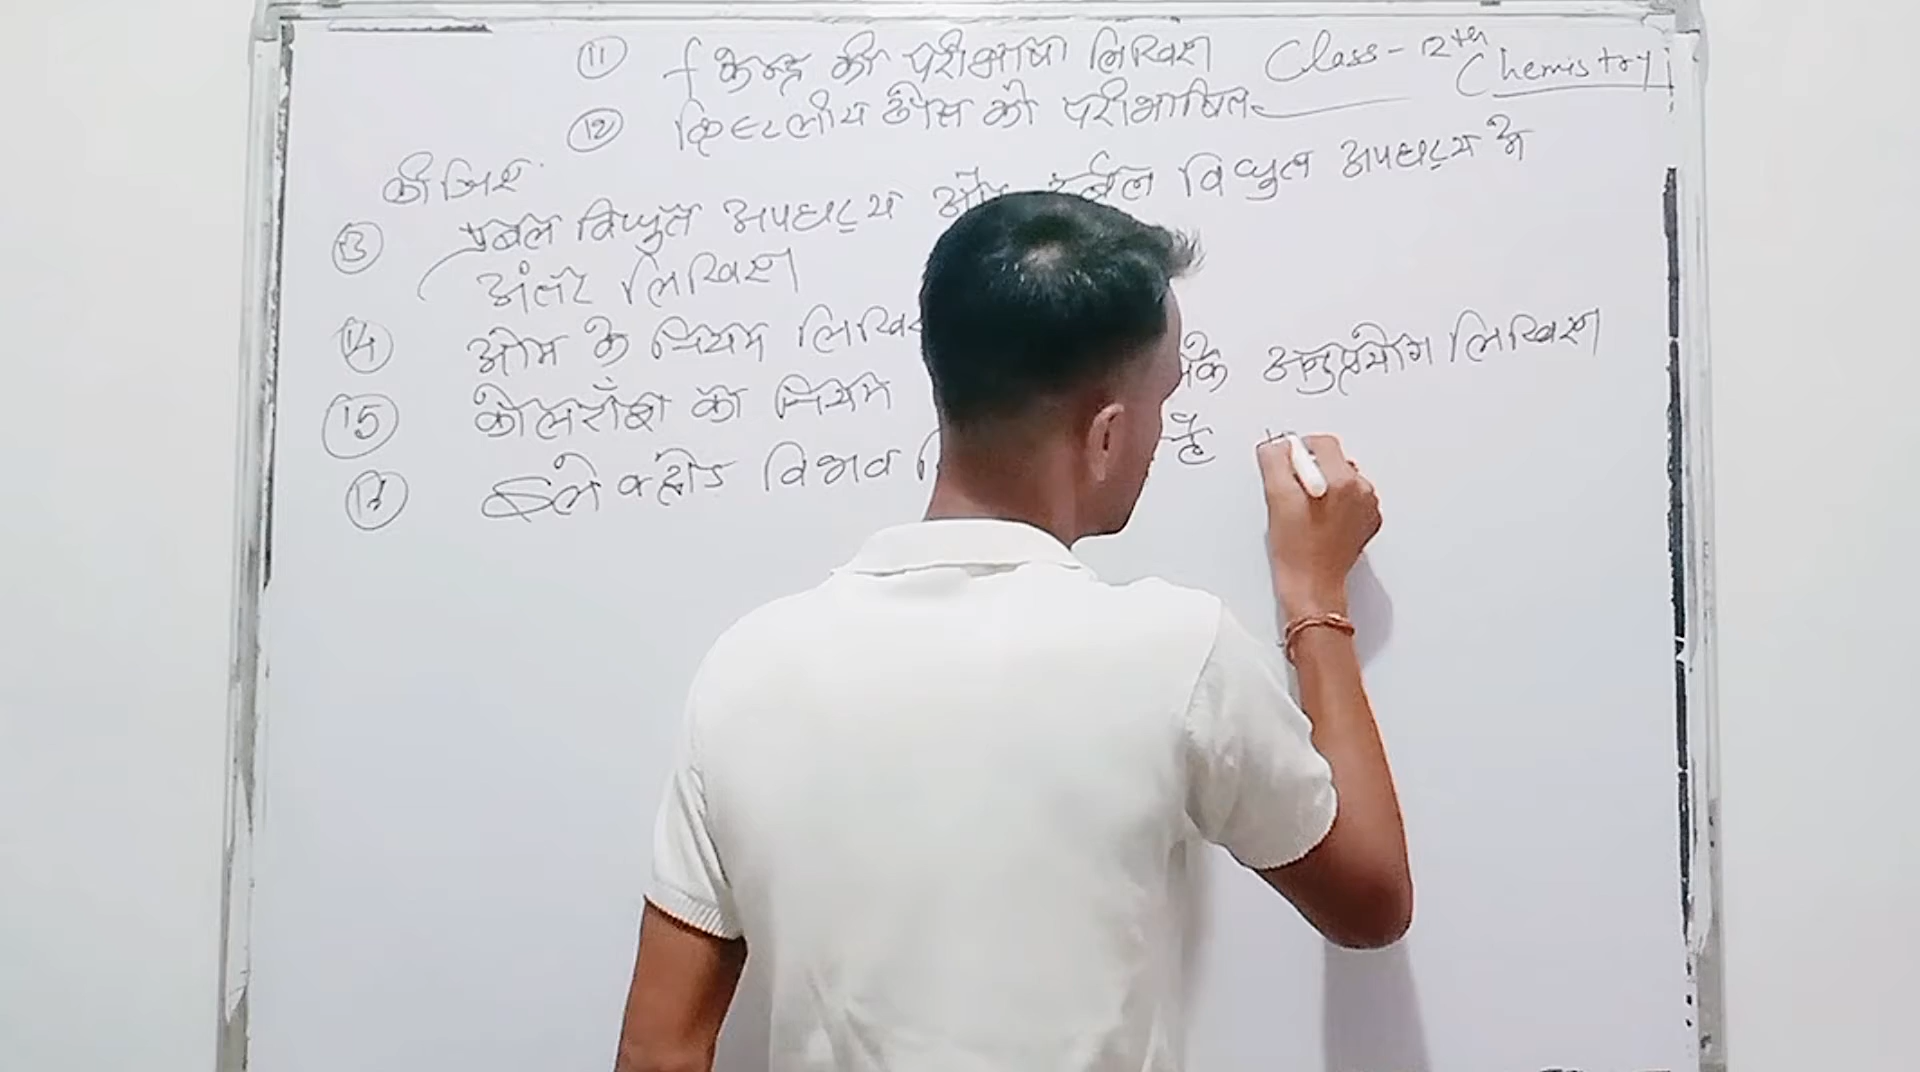 ⑪ f केन्द्र की परीभाषा लिखिए Class-12th Chemistry
⑫ क्रिस्टलीय ठोस को परीभाषित
कीजिए
13 प्रबल विद्युत अपघट्य और दुर्बल विद्युत अपघट्य में
अंतर लिखिए
14 ओम के नियम लिखिए
15 कोलराँश का नियम के अनुप्रयोग लिखिए
इलेक्ट्रोड विभव है